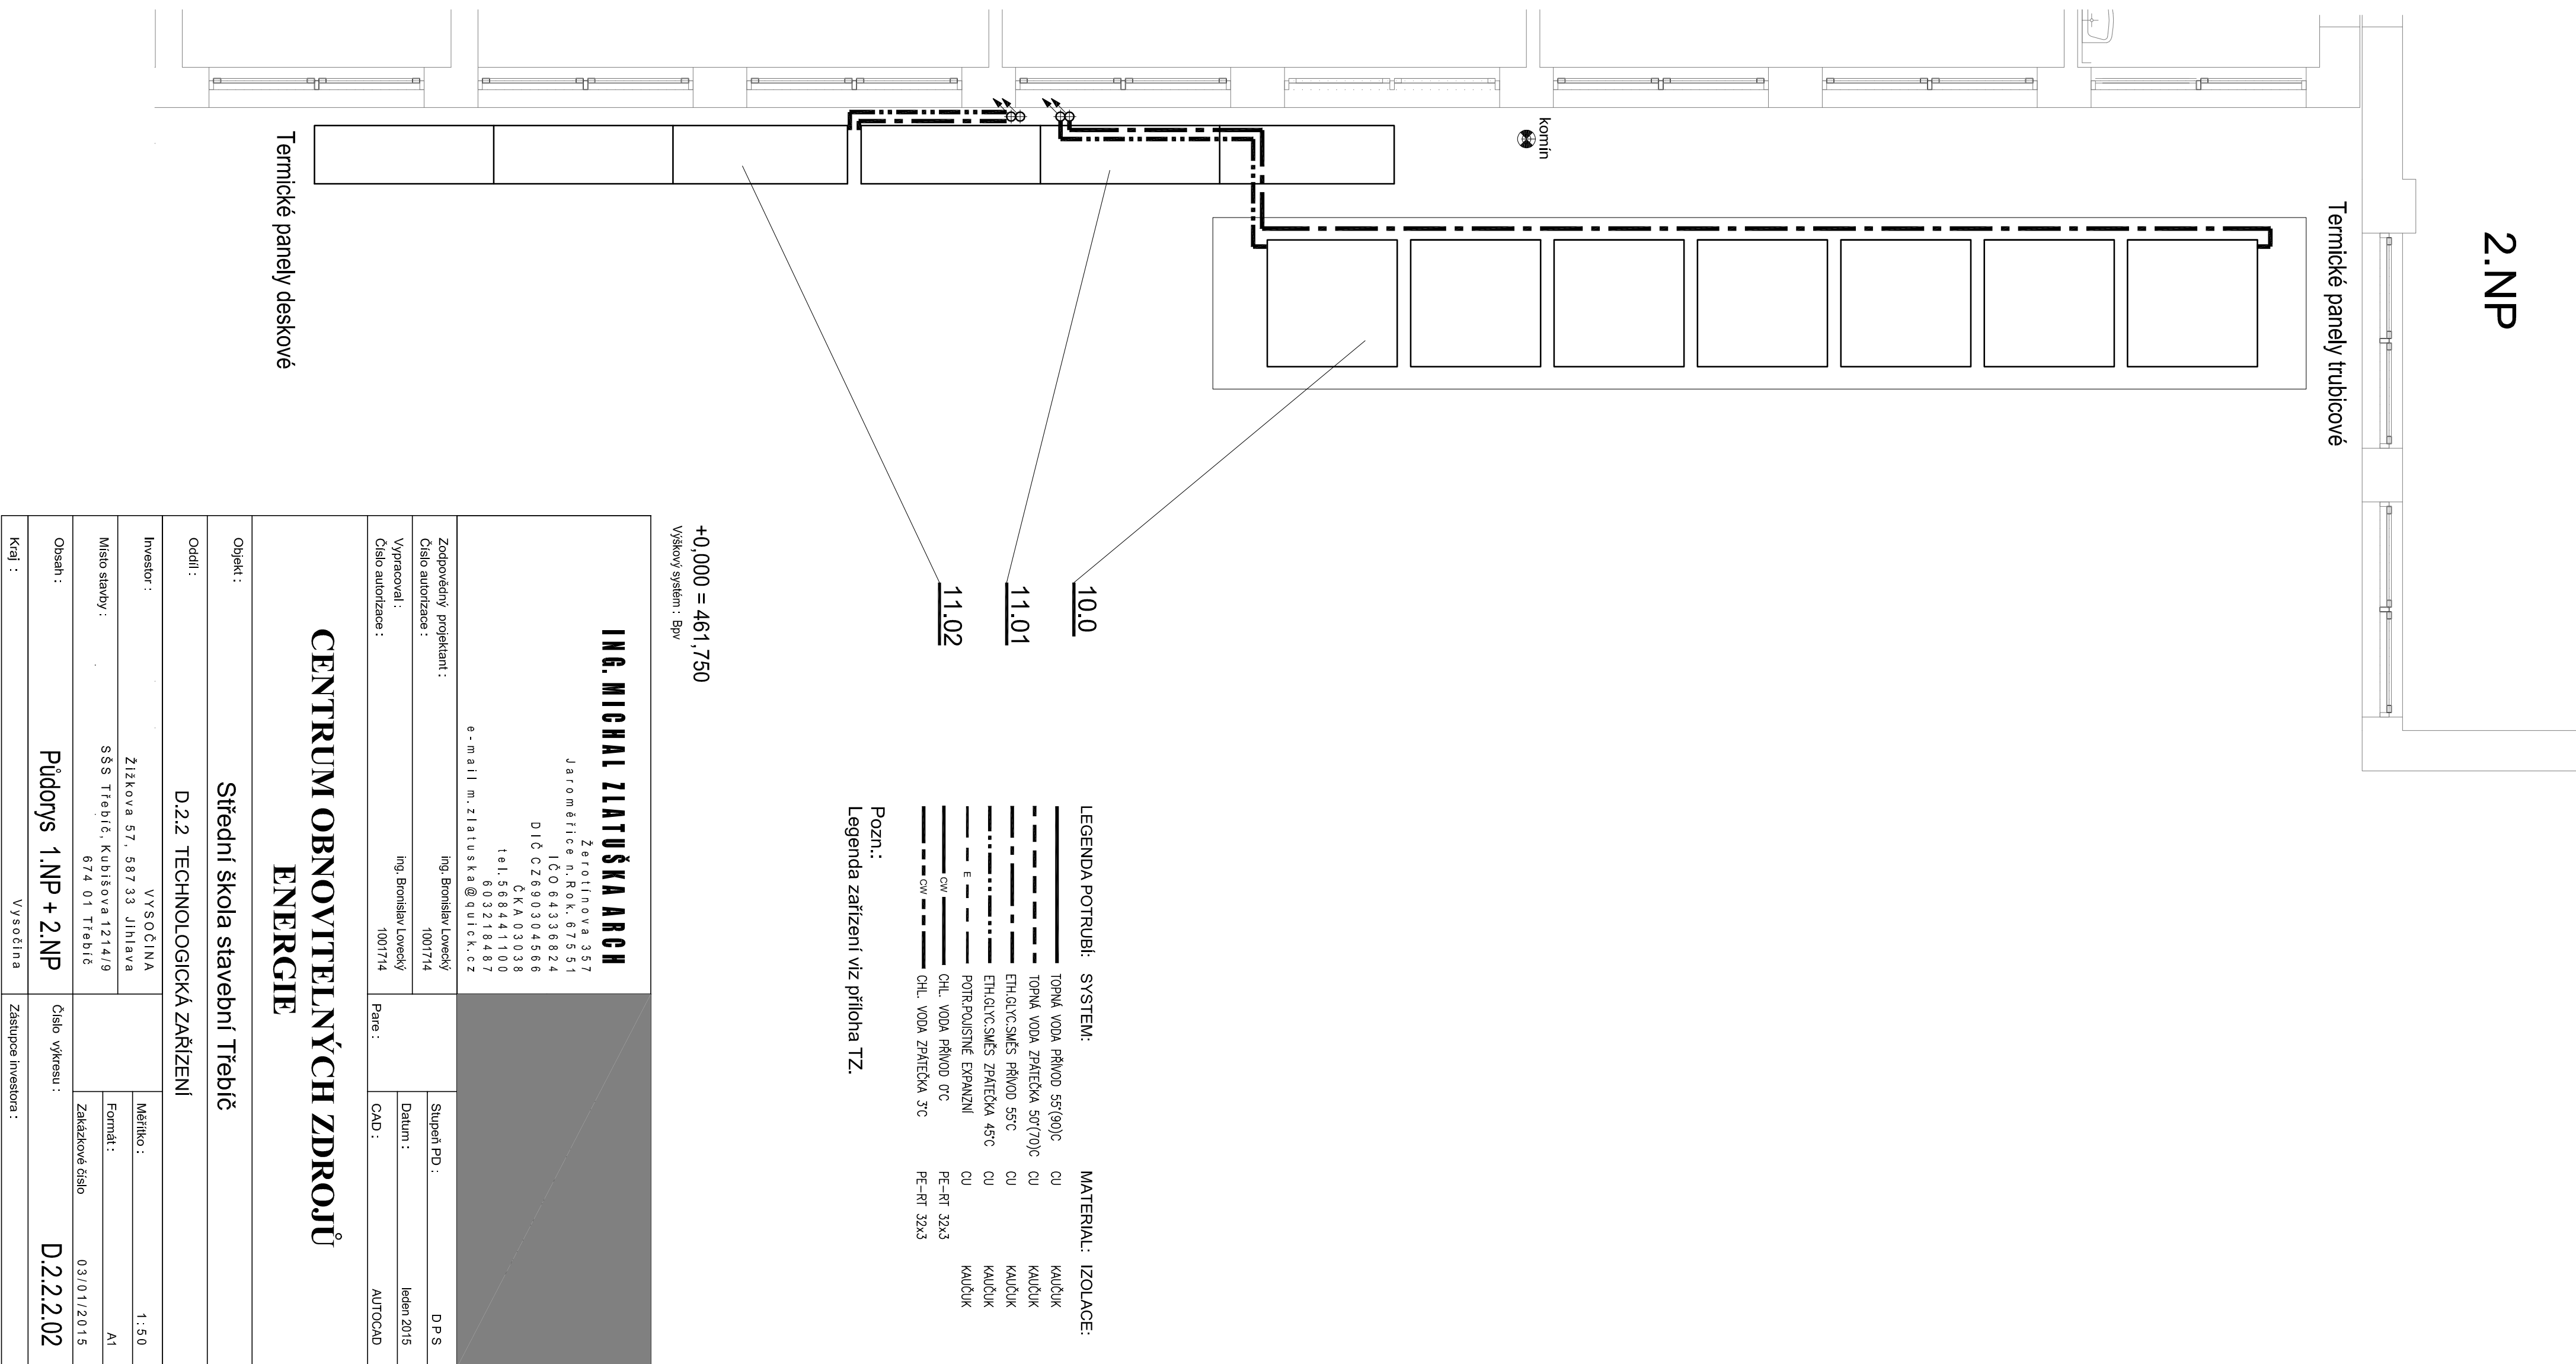 2.NP
Termické panely trubicové
komín
Termické panely deskové
10.0
11.01
11.02
LEGENDA POTRUBÍ: SYSTEM: MATERIAL: IZOLACE:
TOPNÁ VODA PŘÍVOD 55°(90)C CU KAUČUK
TOPNÁ VODA ZPÁTEČKA 50°(70)C CU KAUČUK
ETH.GLYC.SMĚS PŘÍVOD 55°C CU KAUČUK
ETH.GLYC.SMĚS ZPÁTEČKA 45°C CU KAUČUK
E POTR.POJISTNÉ EXPANZNÍ CU KAUČUK
CW CHL. VODA PŘÍVOD 0°C PE-RT 32x3
CW CHL. VODA ZPÁTEČKA 3°C PE-RT 32x3
Pozn.:
Legenda zařízení viz příloha TZ.
+0,000 = 461,750
Výškový systém : Bpv
ING. MICHAL ZLATUŠKA ARCH
Žerotínova 357
Jaroměřice n. Rok. 67551
IČO 64336824
DIČ CZ6903045 66
ČKA 03038
tel. 568441100
603218487
e-mail m.zlatuska@quick.cz
Zodpovědný projektant : ing. Bronislav Lovecký
Číslo autorizace : 1001714
Vypracoval : ing. Bronislav Lovecký
Číslo autorizace : 1001714
Pare :
Stupeň PD : DPS
Datum : leden 2015
CAD : AUTOCAD
CENTRUM OBNOVITELNÝCH ZDROJŮ
ENERGIE
Objekt : Střední škola stavební Třebíč
Oddíl : D.2.2 TECHNOLOGICKÁ ZAŘÍZENÍ
Investor : VYSOČINA
Žižkova 57, 587 33 Jihlava
Místo stavby : SŠS Třebíč, Kubišova 1214/9
674 01 Třebíč
Měřítko : 1:50
Formát : A1
Zakázkové číslo 03/01/2015
Obsah : Půdorys 1.NP + 2.NP
Číslo výkresu : D.2.2.2.02
Kraj : Vysočina
Zástupce investora :